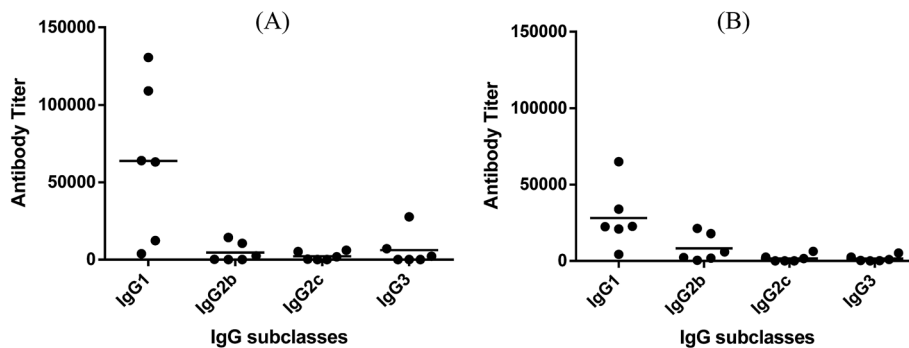 (A)
Antibody Titer
150000
100000
50000
0
IgG1
IgG2b
IgG2c
IgG3
IgG subclasses
(B)
Antibody Titer
150000
100000
50000
0
IgG1
IgG2b
IgG2c
IgG3
IgG subclasses